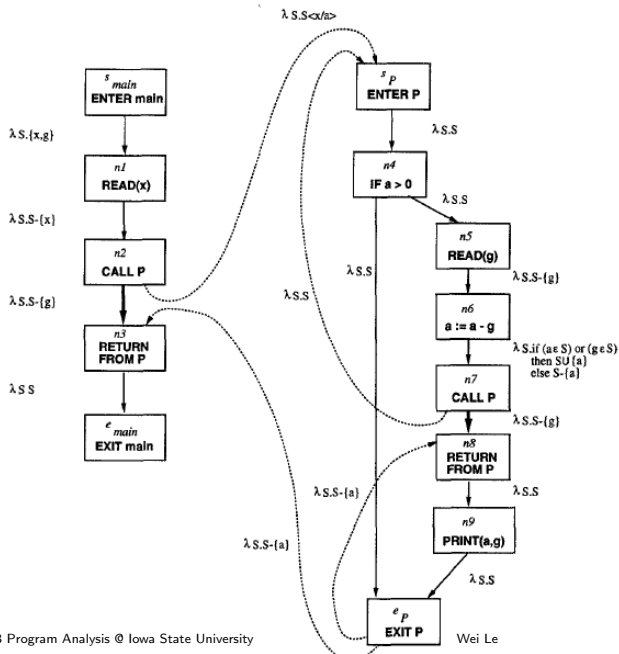 λ S.S<x/a>
s main
ENTER main
λ S.{x,g}
n1
READ(x)
λ S.S-{x}
n2
CALL P
λ S.S-{g}
n3
RETURN
FROM P
λ S S
e main
EXIT main
s P
ENTER P
λ S.S
n4
IF a > 0
λ S.S
n5
READ(g)
λ S.S
λ S.S-{g}
λ S.S
n6
a := a - g
λ S.if (a ε S) or (g ε S)
then S∪{a}
else S-{a}
n7
CALL P
λ S.S-{g}
n8
RETURN
FROM P
λ S.S-{a}
λ S.S
n9
PRINT(a,g)
λ S.S-{a}
λ S.S
e P
EXIT P
Program Analysis @ Iowa State University
Wei Le